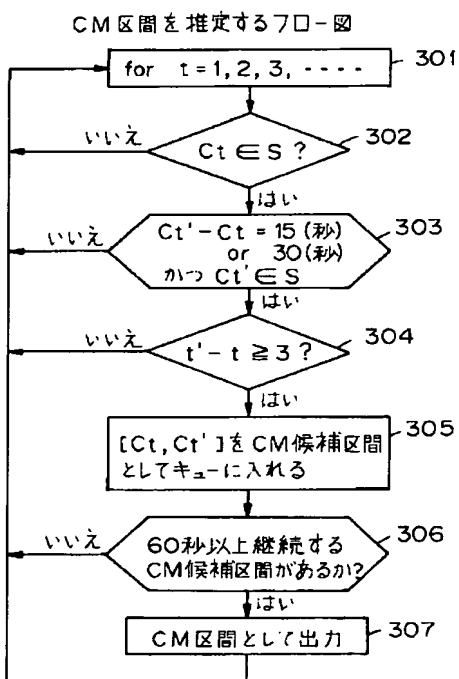 CM区間を推定するフロー図
for t=1,2,3,----
301
Ct∈S?
302
いいえ
はい
Ct'-Ct=15(秒)
or 30(秒)
かつ Ct'∈S
303
いいえ
はい
t'-t≧3?
304
いいえ
はい
[Ct,Ct']をCM候補区間
としてキューに入れる
305
60秒以上継続する
CM候補区間があるか?
306
いいえ
はい
CM区間として出力
307